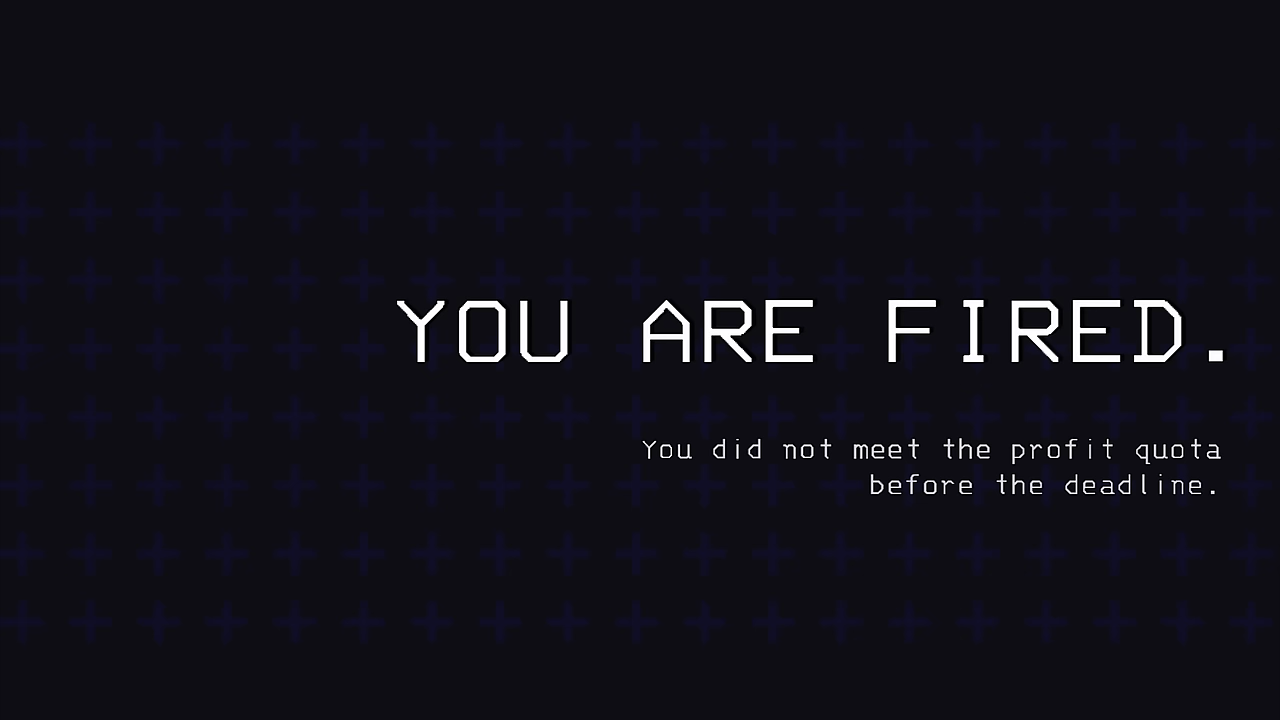 YOU ARE FIRED.
You did not meet the profit quota
before the deadline.